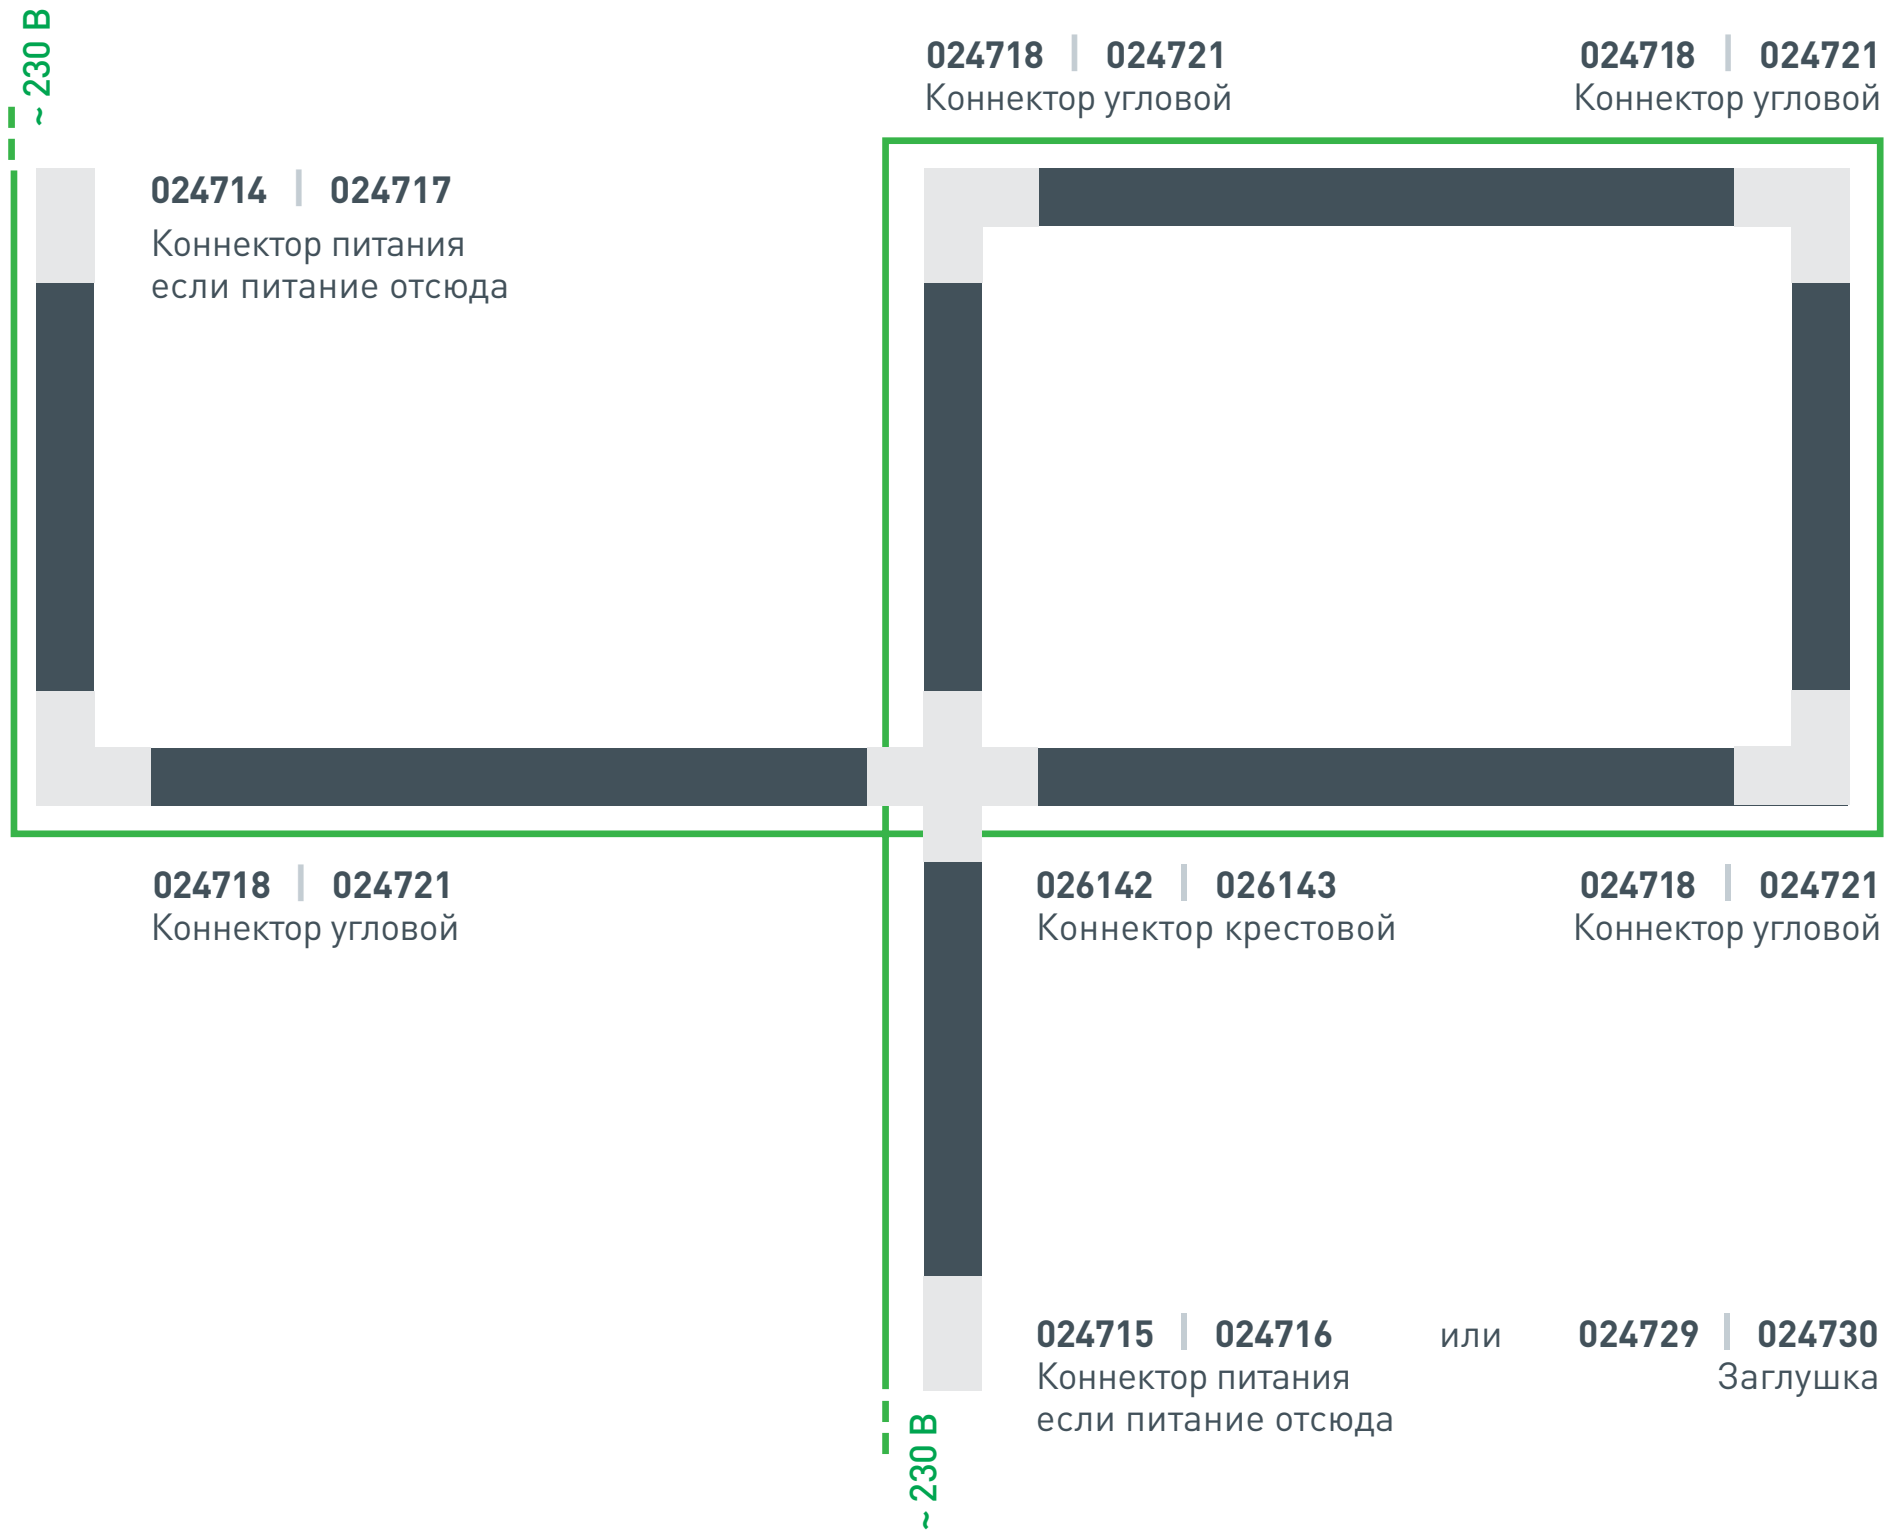 ~ 230 В
024718 | 024721
Коннектор угловой
024718 | 024721
Коннектор угловой
024714 | 024717
Коннектор питания
если питание отсюда
024718 | 024721
Коннектор угловой
026142 | 026143
Коннектор крестовой
024718 | 024721
Коннектор угловой
024715 | 024716
Коннектор питания
если питание отсюда
или
024729 | 024730
Заглушка
~ 230 В